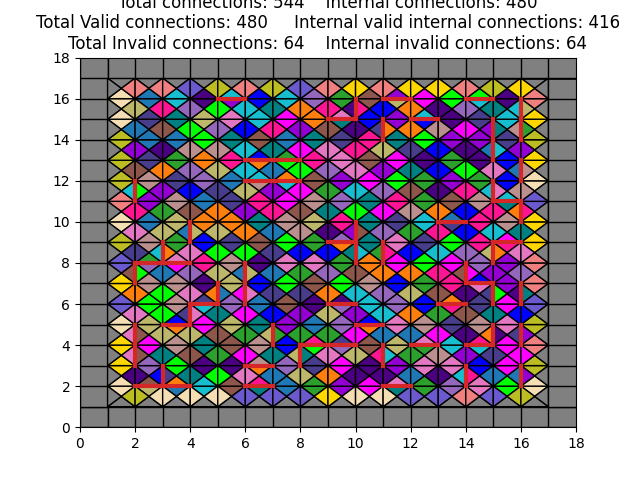 Total connections: 544    Internal connections: 480
Total Valid connections: 480    Internal valid internal connections: 416
Total Invalid connections: 64    Internal invalid connections: 64
18
16
14
12
10
8
6
4
2
0
0 2 4 6 8 10 12 14 16 18